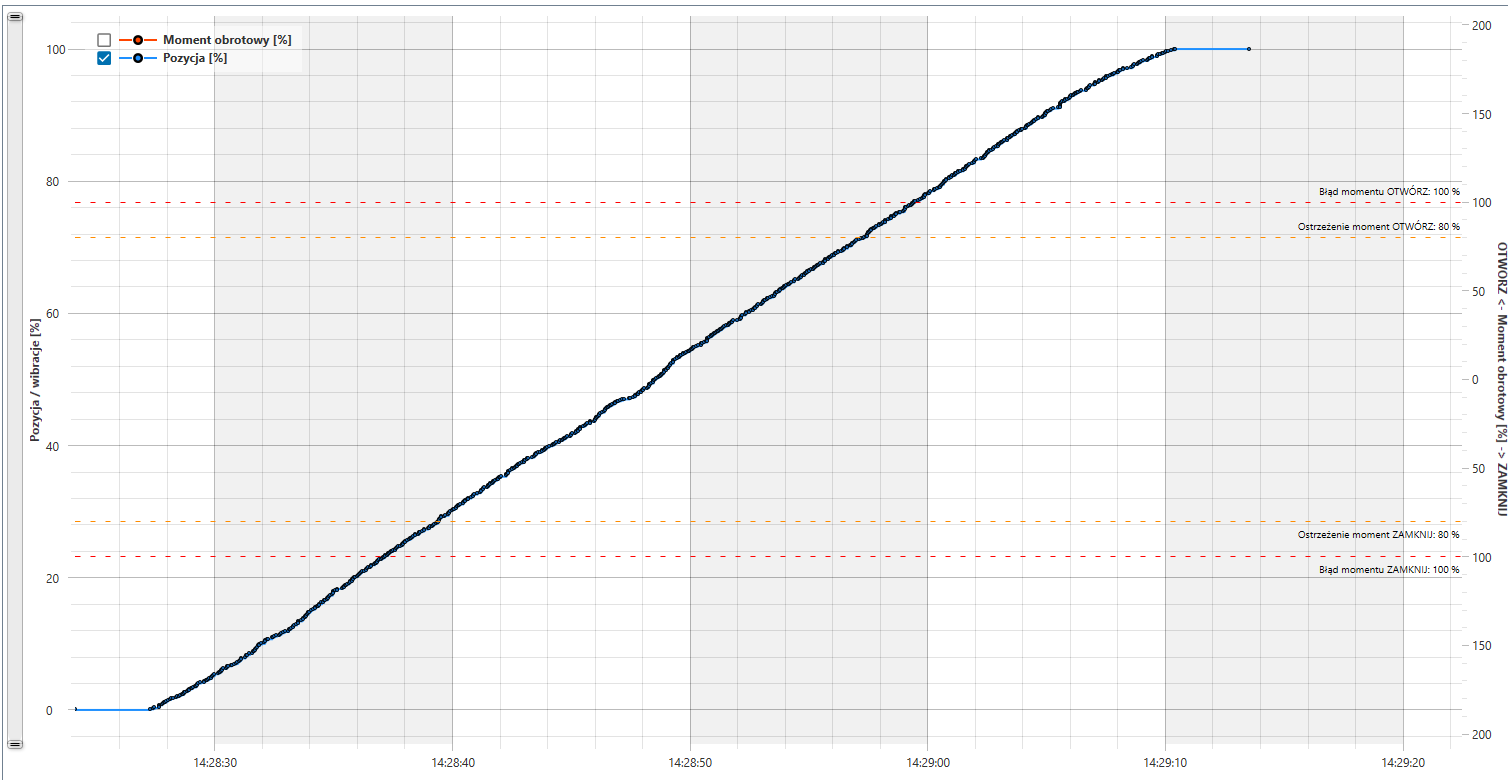 Moment obrotowy [%]
Pozycja [%]
100
80
60
40
20
0
Pozycja / wibracje [%]
Błąd momentu OTWÓRZ: 100 %
Ostrzeżenie moment OTWÓRZ: 80 %
Ostrzeżenie moment ZAMKNIJ: 80 %
Błąd momentu ZAMKNIJ: 100 %
200
150
100
50
0
50
100
150
200
OTWÓRZ <- Moment obrotowy [%] -> ZAMKNIJ
14:28:30
14:28:40
14:28:50
14:29:00
14:29:10
14:29:20